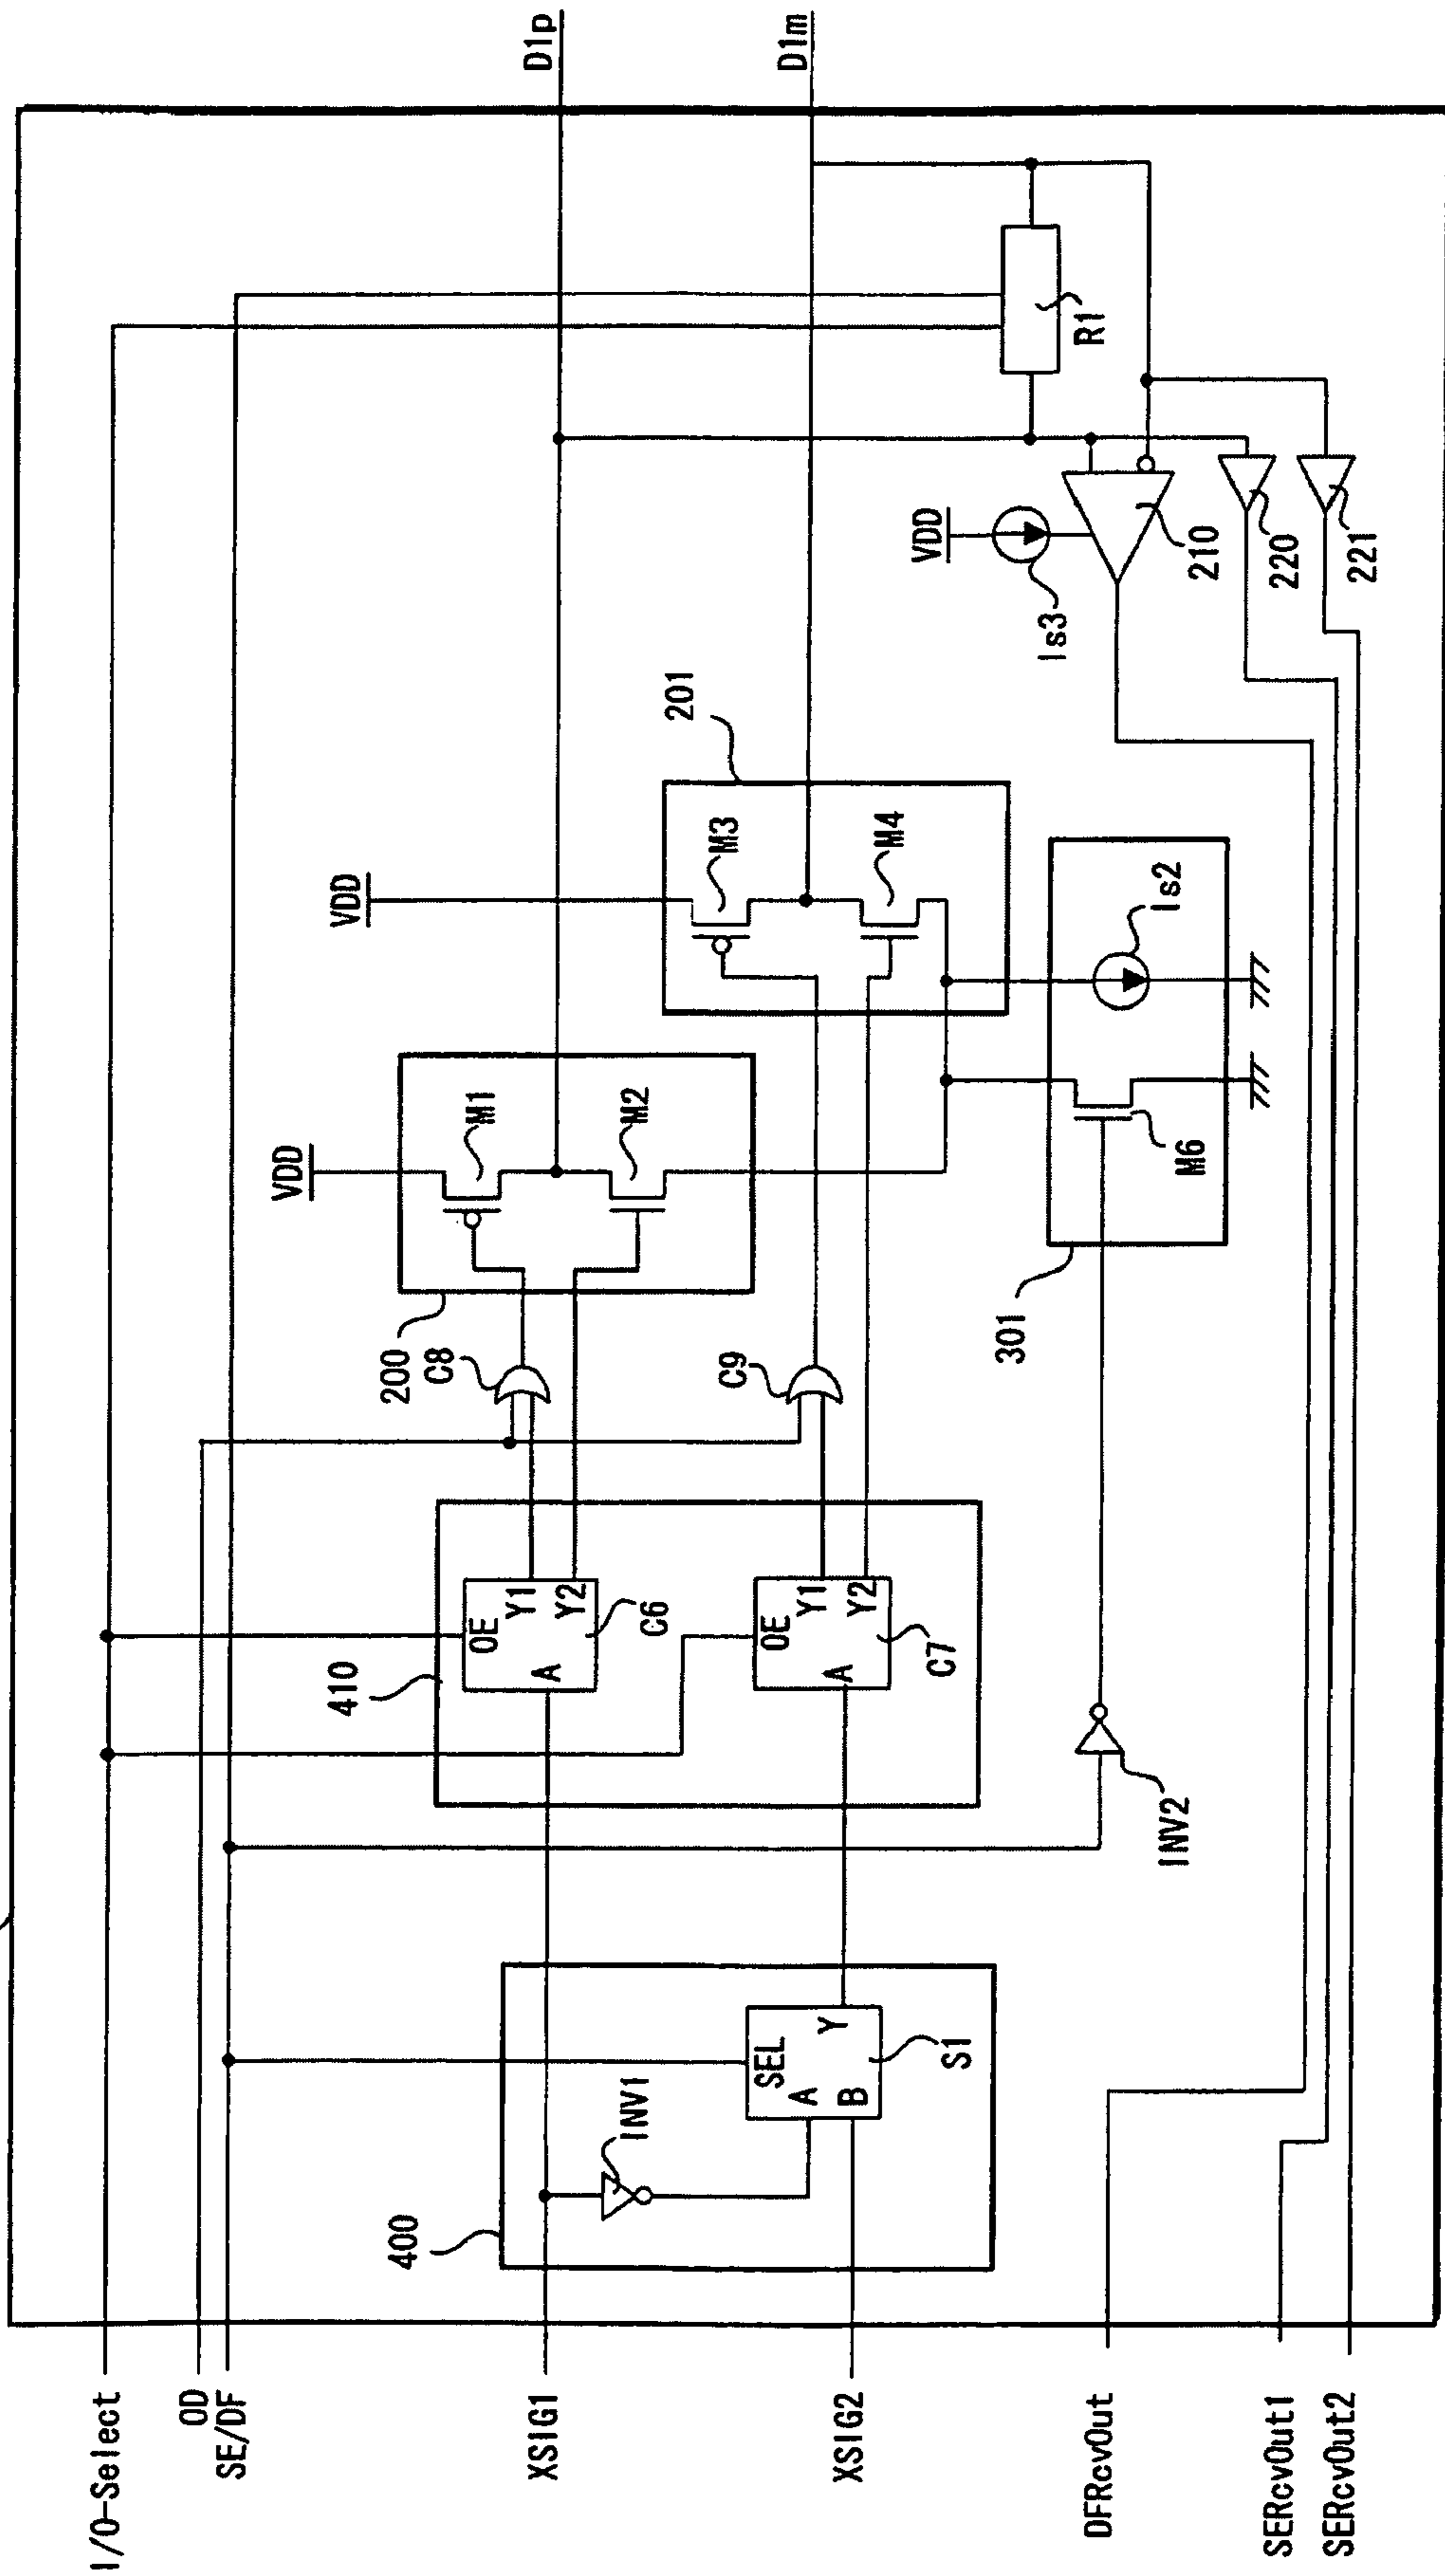 I/O-Select
OD
SE/DF
XSIG1
XSIG2
DFRcvOut
SERcvOut1
SERcvOut2
400
INV1
SEL
A
B
Y
S1
410
OE
A
Y1
Y2
C6
OE
A
Y1
Y2
C7
INV2
C8
C9
200
VDD
M1
M2
201
VDD
M3
M4
301
M6
Is2
VDD
Is3
210
220
221
R1
D1p
D1m